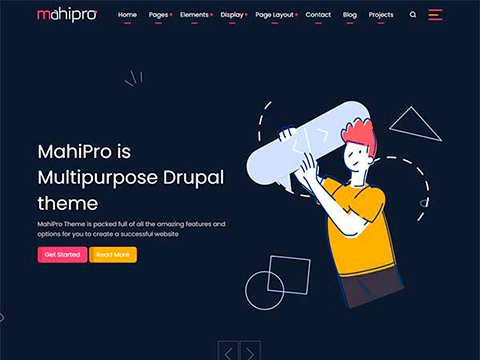 mahipro
Home Pages+ Elements+ Display+ Page Layout+ Contact Blog Projects
MahiPro is
Multipurpose Drupal
theme
MahiPro Theme is packed full of all the amazing features and
options for you to create a successful website
Get Started Read More